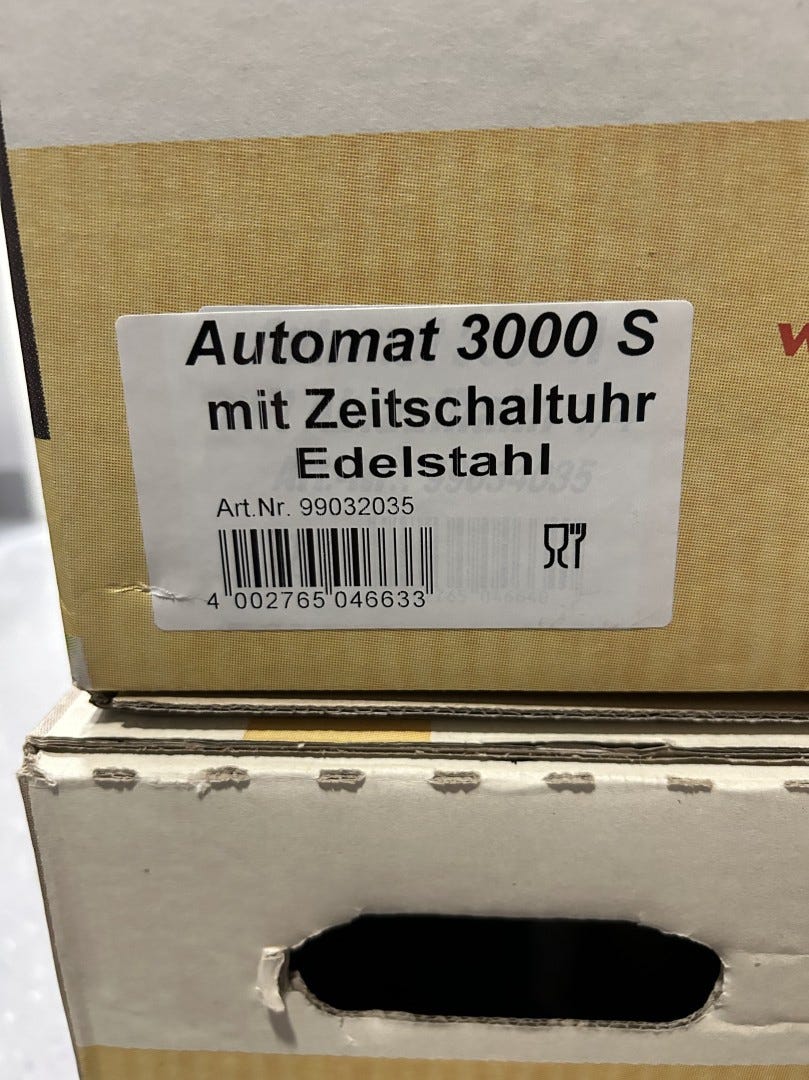 Automat 3000 S
mit Zeitschaltuhr
Edelstahl
Art.Nr. 99032035
4 002765 046633